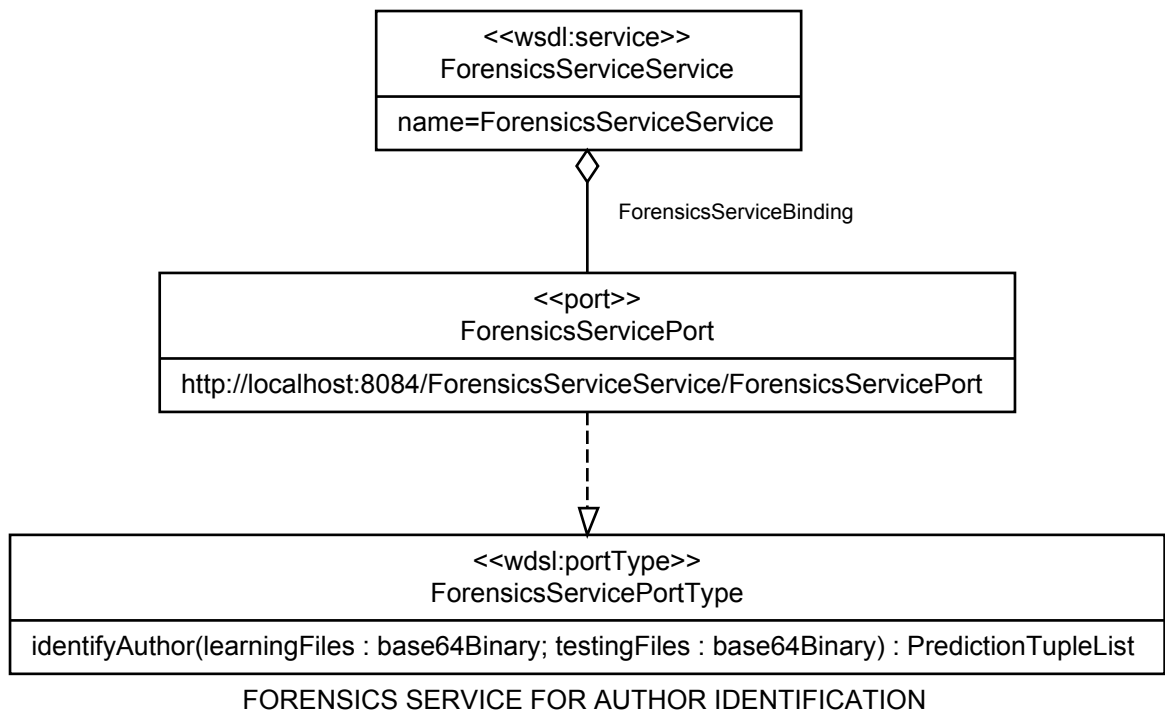 <<wsdl:service>>
ForensicsServiceService
name=ForensicsServiceService
ForensicsServiceBinding
<<port>>
ForensicsServicePort
http://localhost:8084/ForensicsServiceService/ForensicsServicePort
<<wdsl:portType>>
ForensicsServicePortType
identifyAuthor(learningFiles : base64Binary; testingFiles : base64Binary) : PredictionTupleList
FORENSICS SERVICE FOR AUTHOR IDENTIFICATION